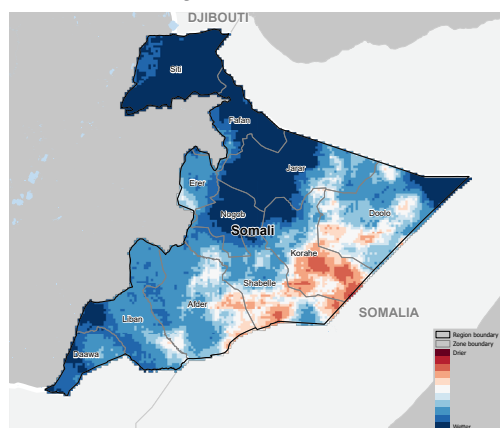 DJIBOUTI
Siti
Fafan
Jarar
Erer
Nogob
Doolo
Somali
Korahe
Shabelle
Afder
SOMALIA
Liban
Daawa
Region boundary
Zone boundary
Drier
Wetter